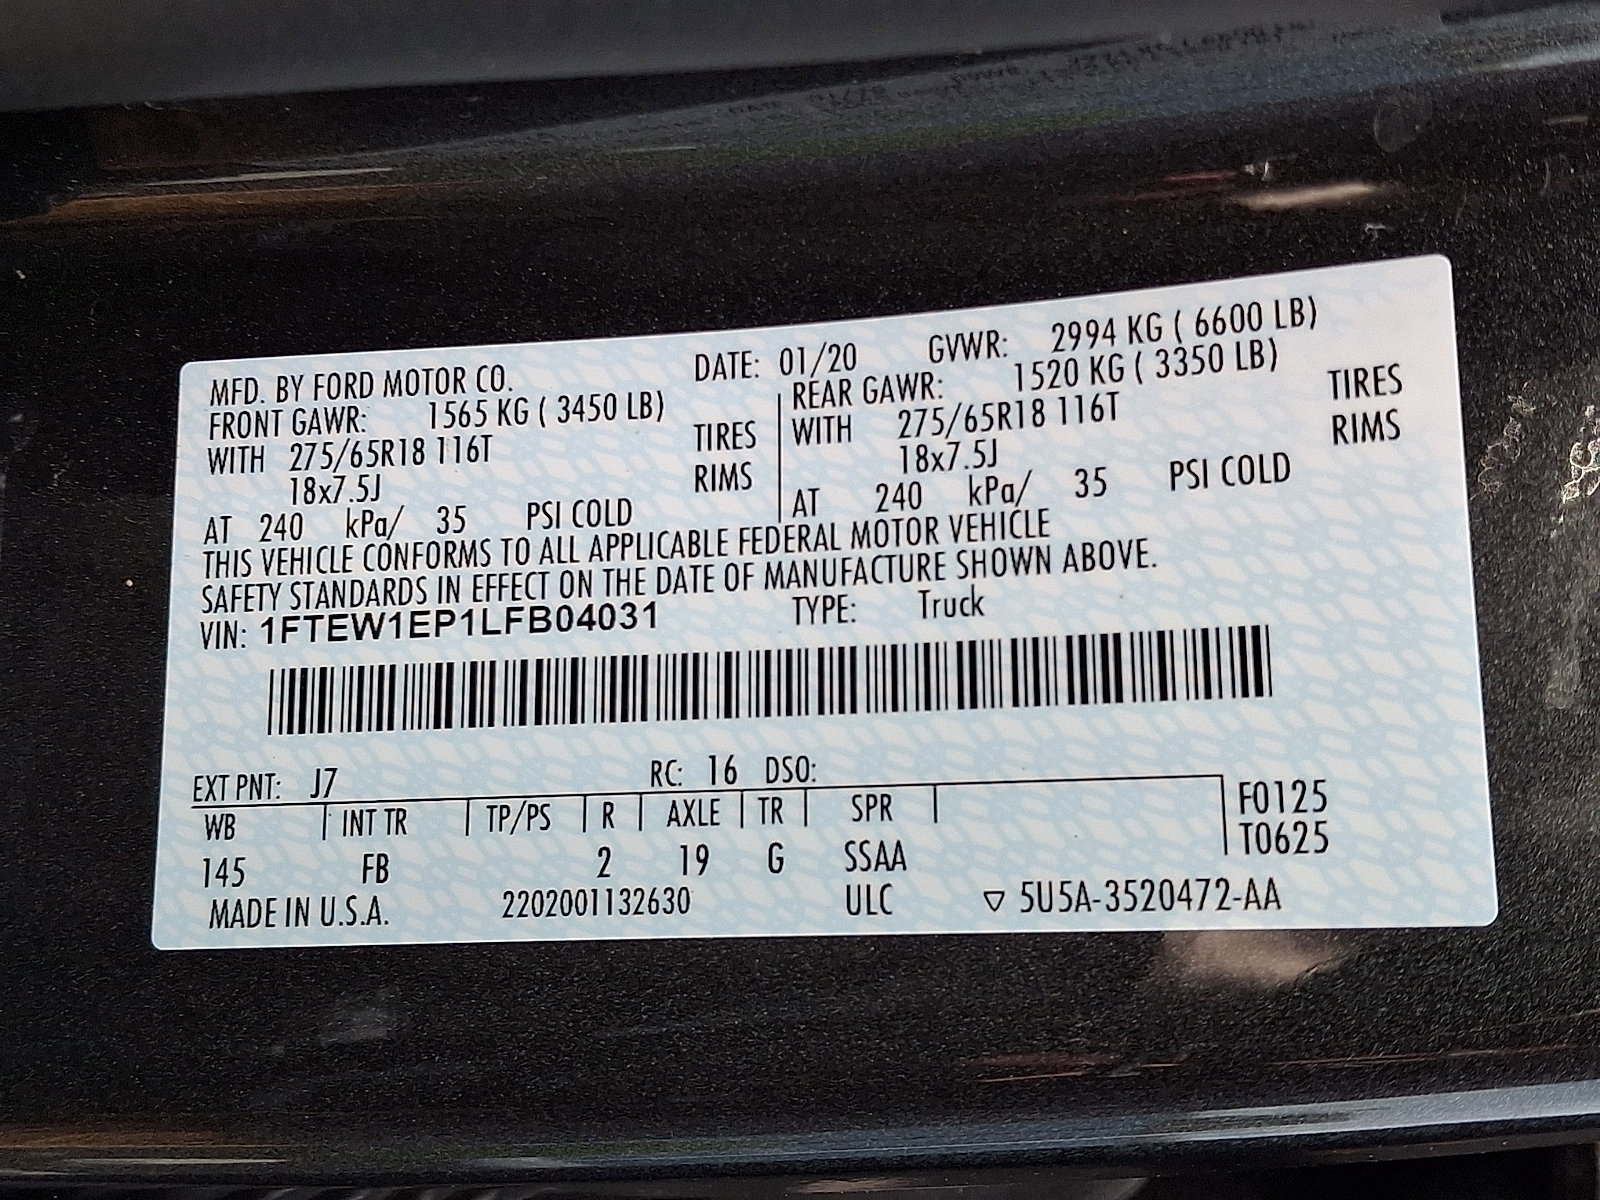 MFD. BY FORD MOTOR CO. DATE: 01/20 GVWR: 2994 KG ( 6600 LB)
FRONT GAWR: 1565 KG ( 3450 LB)
WITH 275/65R18 116T TIRES
18x7.5J RIMS
AT 240 kPa/ 35 PSI COLD
REAR GAWR: 1520 KG ( 3350 LB)
WITH 275/65R18 116T TIRES
18x7.5J RIMS
AT 240 kPa/ 35 PSI COLD
THIS VEHICLE CONFORMS TO ALL APPLICABLE FEDERAL MOTOR VEHICLE
SAFETY STANDARDS IN EFFECT ON THE DATE OF MANUFACTURE SHOWN ABOVE.
VIN: 1FTEW1EP1LFB04031 TYPE: Truck
EXT PNT: J7 RC: 16 DSO:
WB INT TR TP/PS R AXLE TR SPR F0125
T0625
145 FB 2 19 G SSAA
MADE IN U.S.A. 2202001132630 ULC ▽ 5U5A-3520472-AA